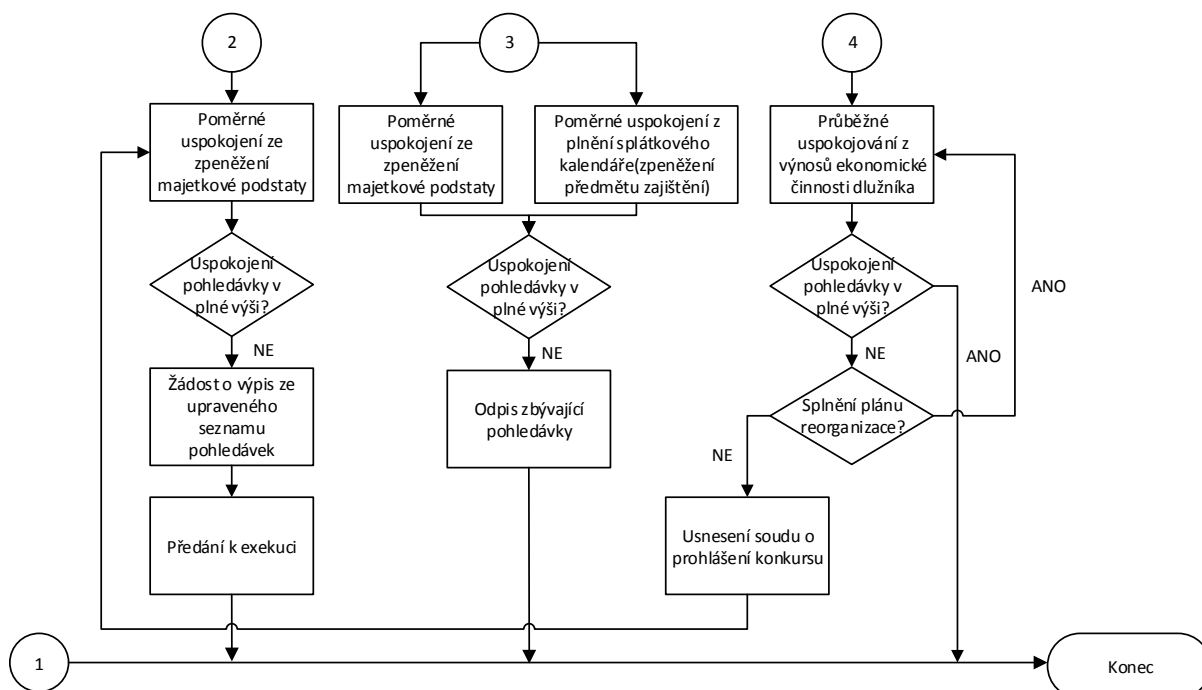 2
3
4
Poměrné
uspokojení ze
zpeněžení
majetkové podstaty
Poměrné
uspokojení ze
zpeněžení
majetkové podstaty
Poměrné uspokojení z
plnění splátkového
kalendáře(zpeněžení
předmětu zajištění)
Průběžné
uspokojování z
výnosů ekonomické
činnosti dlužníka
Uspokojení
pohledávky v
plné výši?
Uspokojení
pohledávky v
plné výši?
Uspokojení
pohledávky v
plné výši?
ANO
NE
NE
NE
ANO
Žádost o výpis ze
upraveného
seznamu
pohledávek
Odpis zbývající
pohledávky
Splnění plánu
reorganizace?
NE
Předání k exekuci
Usnesení soudu o
prohlášení konkursu
1
Konec